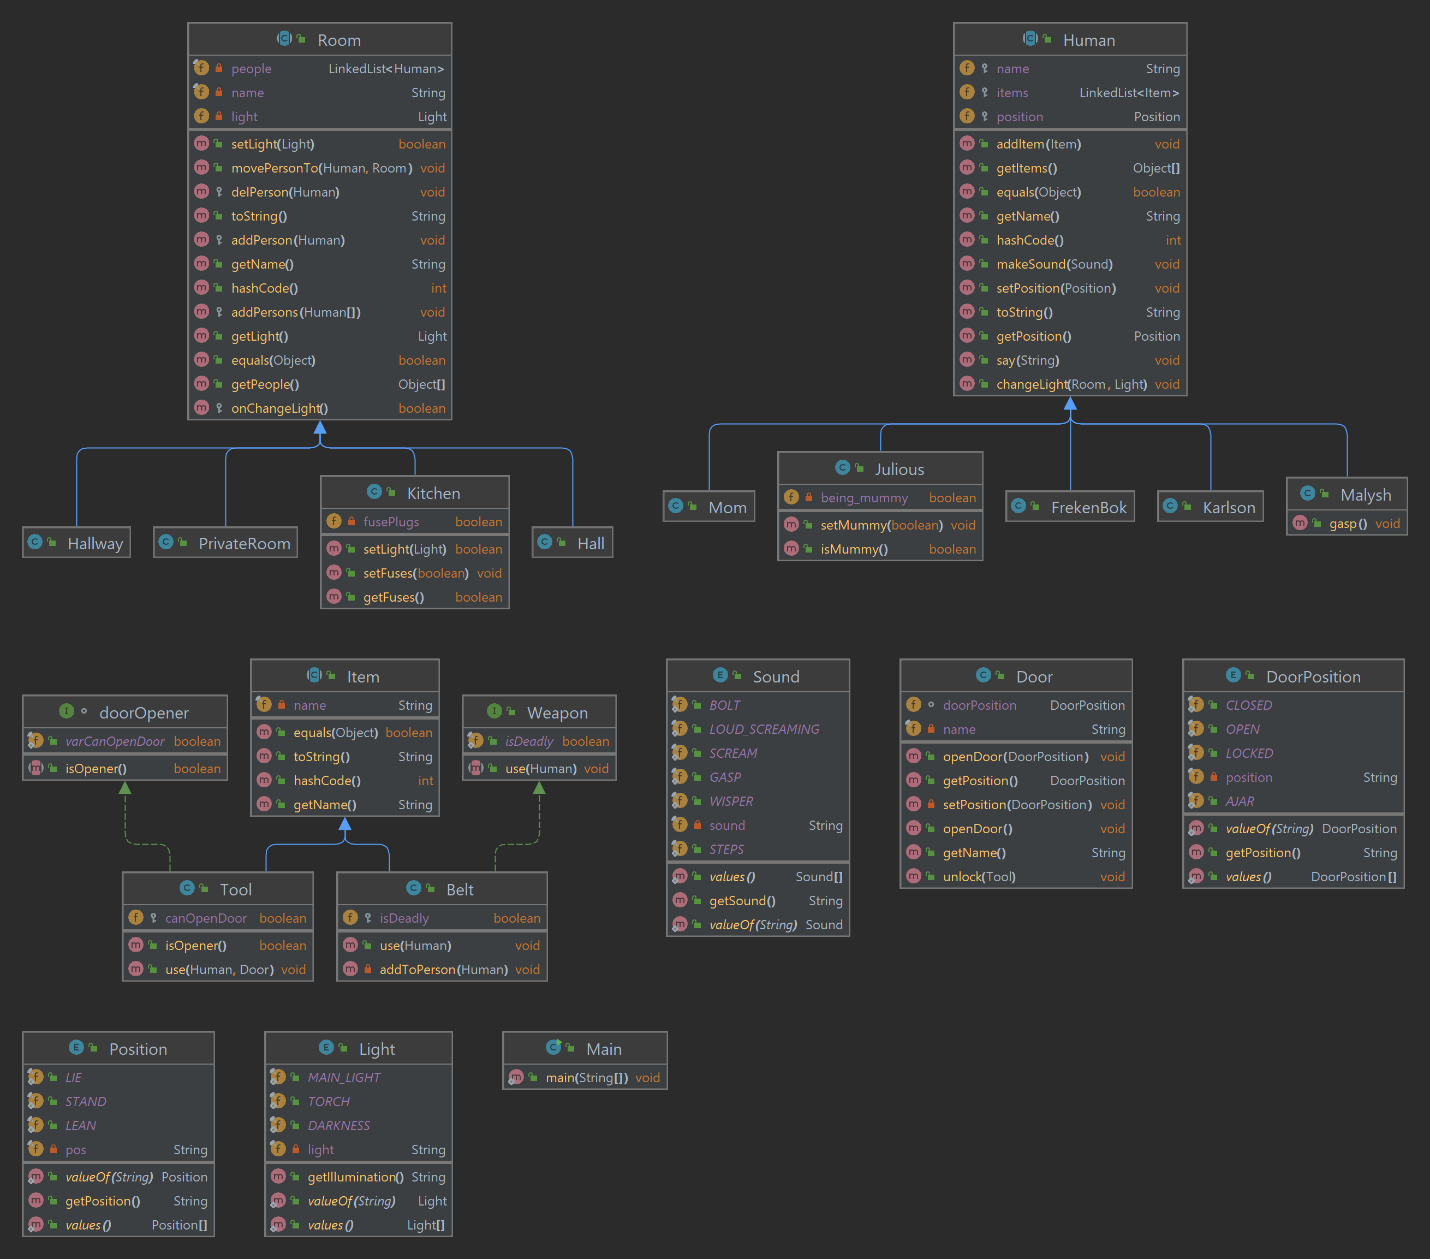 Room
people LinkedList<Human>
name String
light Light
setLight(Light) boolean
movePersonTo(Human, Room) void
delPerson(Human) void
toString() String
addPerson(Human) void
getName() String
hashCode() int
addPersons(Human[]) void
getLight() Light
equals(Object) boolean
getPeople() Object[]
onChangeLight() boolean
Human
name String
items LinkedList<Item>
position Position
addItem(Item) void
getItems() Object[]
equals(Object) boolean
getName() String
hashCode() int
makeSound(Sound) void
setPosition(Position) void
toString() String
getPosition() Position
say(String) void
changeLight(Room, Light) void
Hallway
PrivateRoom
Kitchen
fusePlugs boolean
setLight(Light) boolean
setFuses(boolean) void
getFuses() boolean
Hall
Mom
Julious
being_mummy boolean
setMummy(boolean) void
isMummy() boolean
FrekenBok
Karlson
Malysh
gasp() void
doorOpener
varCanOpenDoor boolean
isOpener() boolean
Item
name String
equals(Object) boolean
toString() String
hashCode() int
getName() String
Weapon
isDeadly boolean
use(Human) void
Tool
canOpenDoor boolean
isOpener() boolean
use(Human, Door) void
Belt
isDeadly boolean
use(Human) void
addToPerson(Human) void
Sound
BOLT
LOUD_SCREAMING
SCREAM
GASP
WISPER
sound String
STEPS
values() Sound[]
getSound() String
valueOf(String) Sound
Door
doorPosition DoorPosition
name String
openDoor(DoorPosition) void
getPosition() DoorPosition
setPosition(DoorPosition) void
openDoor() void
getName() String
unlock(Tool) void
DoorPosition
CLOSED
OPEN
LOCKED
position String
AJAR
valueOf(String) DoorPosition
getPosition() String
values() DoorPosition[]
Position
LIE
STAND
LEAN
pos String
valueOf(String) Position
getPosition() String
values() Position[]
Light
MAIN_LIGHT
TORCH
DARKNESS
light String
getIllumination() String
valueOf(String) Light
values() Light[]
Main
main(String[]) void